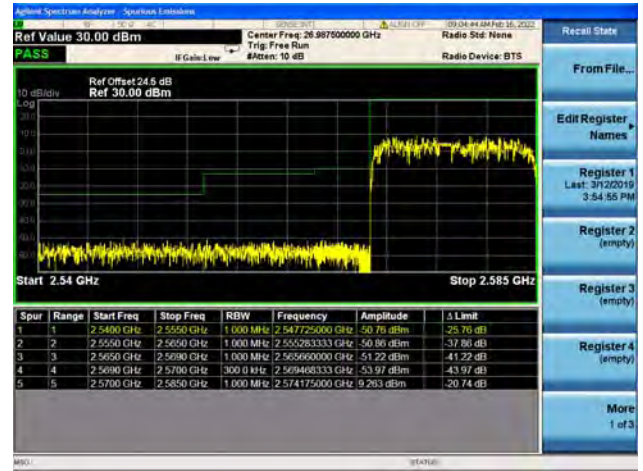 Agilent Spectrum Analyzer - Spurious Emissions
09:04:44 AM Feb 16, 2022
Ref Value 30.00 dBm
Center Freq: 26.987500000 GHz
Radio Std: None
Trig: Free Run
PASS
IFGain:Low
#Atten: 10 dB
Radio Device: BTS
Ref Offset 24.5 dB
10 dB/div
Ref 30.00 dBm
Log
Start 2.54 GHz
Stop 2.585 GHz
Spur Range Start Freq Stop Freq RBW Frequency Amplitude Δ Limit
1 1 2.5400 GHz 2.5550 GHz 1.000 MHz 2.547725000 GHz -50.76 dBm -25.76 dB
2 2 2.5550 GHz 2.5650 GHz 1.000 MHz 2.555283333 GHz -50.86 dBm -37.86 dB
3 3 2.5650 GHz 2.5690 GHz 1.000 MHz 2.565660000 GHz -51.22 dBm -41.22 dB
4 4 2.5690 GHz 2.5700 GHz 300.0 kHz 2.569468333 GHz -53.97 dBm -43.97 dB
5 5 2.5700 GHz 2.5850 GHz 1.000 MHz 2.574175000 GHz 9.263 dBm -20.74 dB
MSG
STATUS
Recall State
From File...
Edit Register
Names
Register 1
Last: 3/12/2019
3:54:55 PM
Register 2
(empty)
Register 3
(empty)
Register 4
(empty)
More
1 of 3